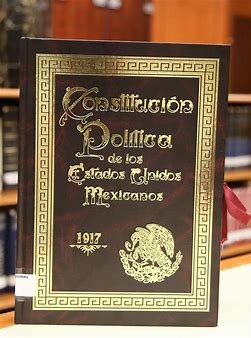 Constitución
Política
de los
Estados Unidos
Mexicanos
1917